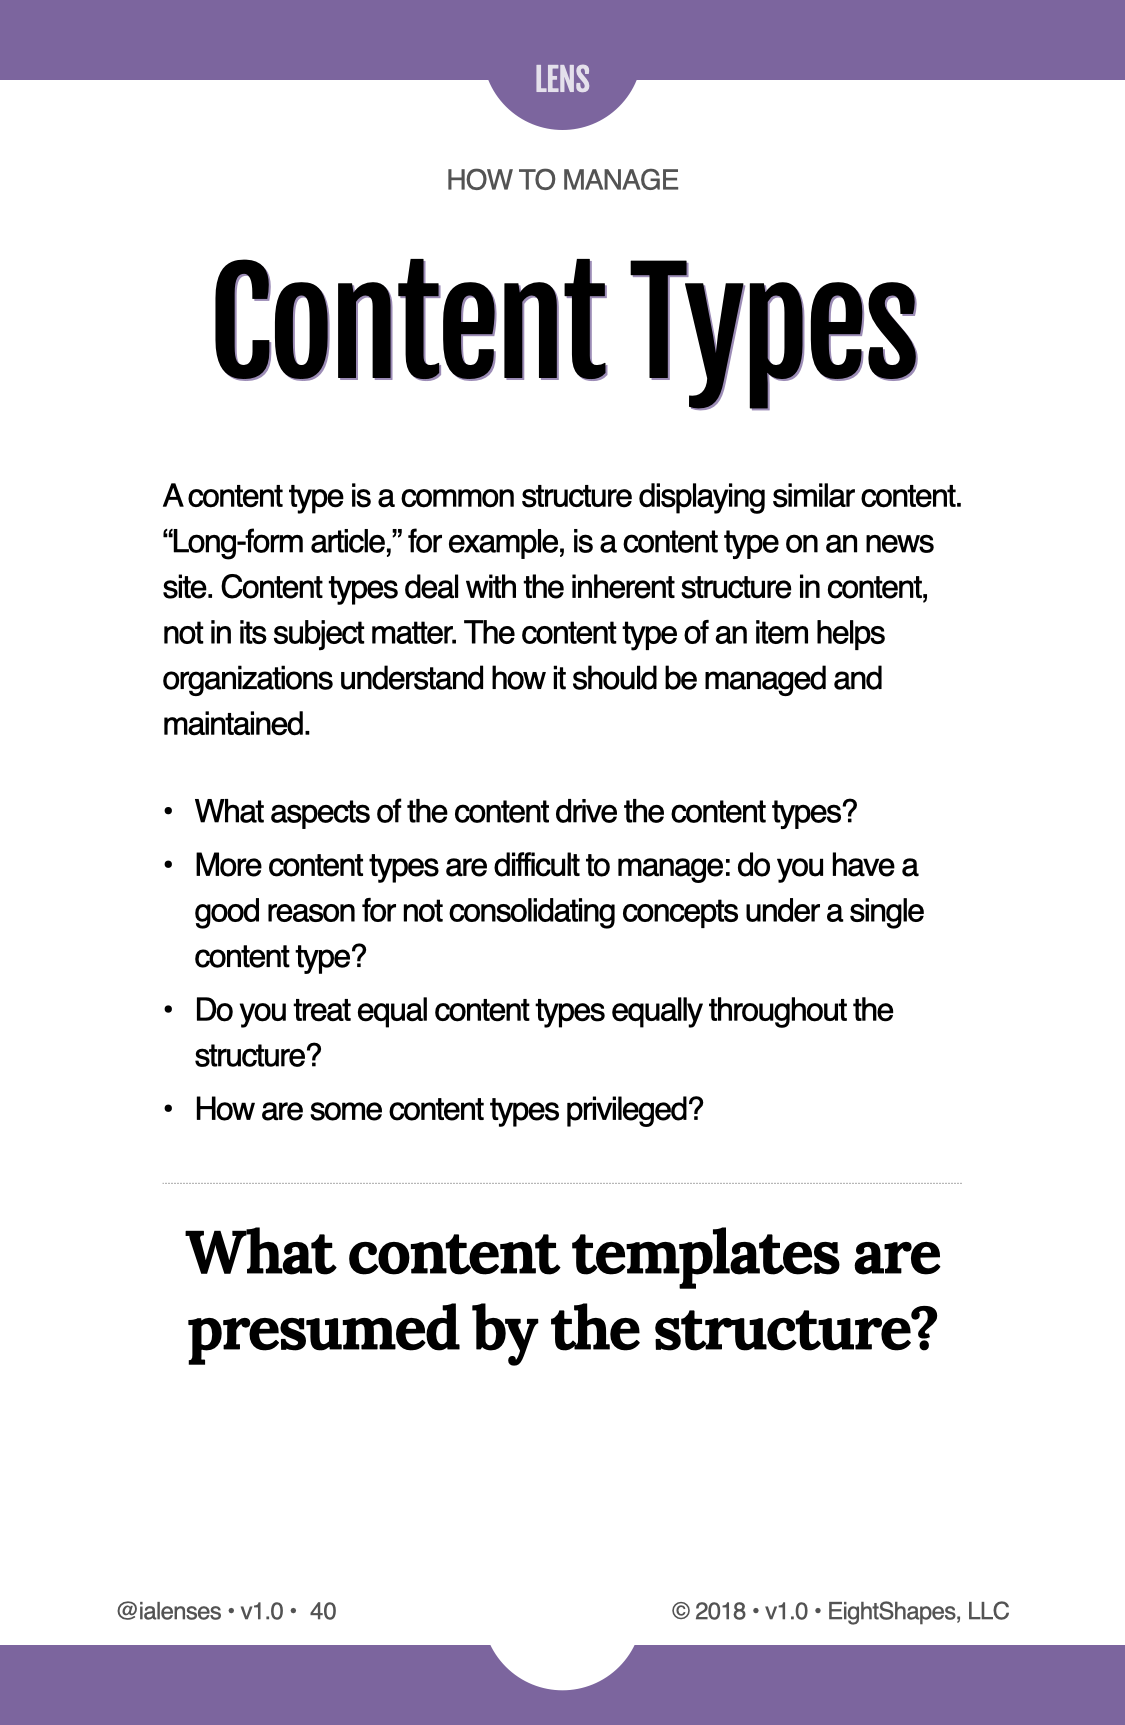 LENS
HOW TO MANAGE
Content Types
A content type is a common structure displaying similar content.
“Long-form article,” for example, is a content type on an news
site. Content types deal with the inherent structure in content,
not in its subject matter. The content type of an item helps
organizations understand how it should be managed and
maintained.
• What aspects of the content drive the content types?
• More content types are difficult to manage: do you have a
good reason for not consolidating concepts under a single
content type?
• Do you treat equal content types equally throughout the
structure?
• How are some content types privileged?
What content templates are
presumed by the structure?
@ialenses • v1.0 • 40
© 2018 • v1.0 • EightShapes, LLC